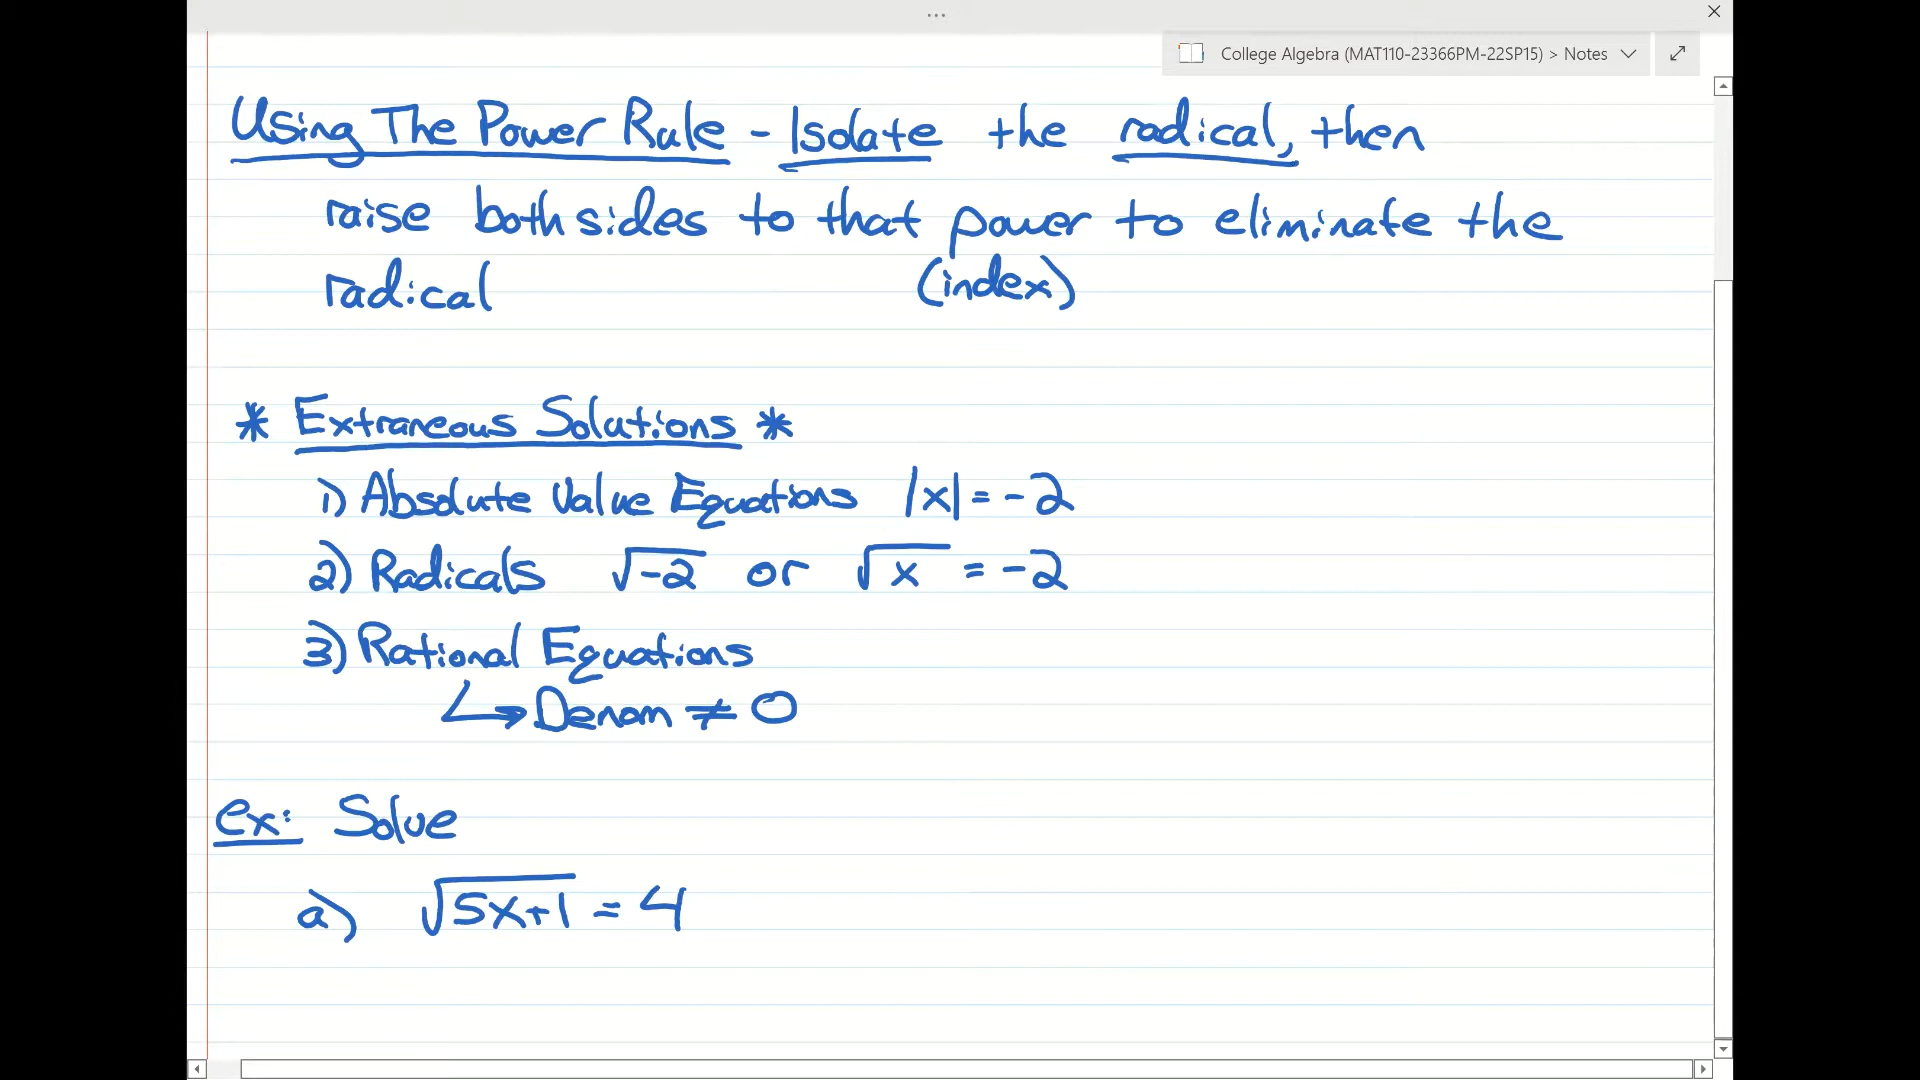 ...
College Algebra (MAT110-23366PM-22SP15) > Notes
Using The Power Rule - Isolate the radical, then
raise both sides to that power to eliminate the
radical (index)
* Extraneous Solutions *
1) Absolute Value Equations |x| = -2
2) Radicals √-2 or √x = -2
3) Rational Equations
↳ Denom ≠ 0
ex: Solve
a) √5x+1 = 4